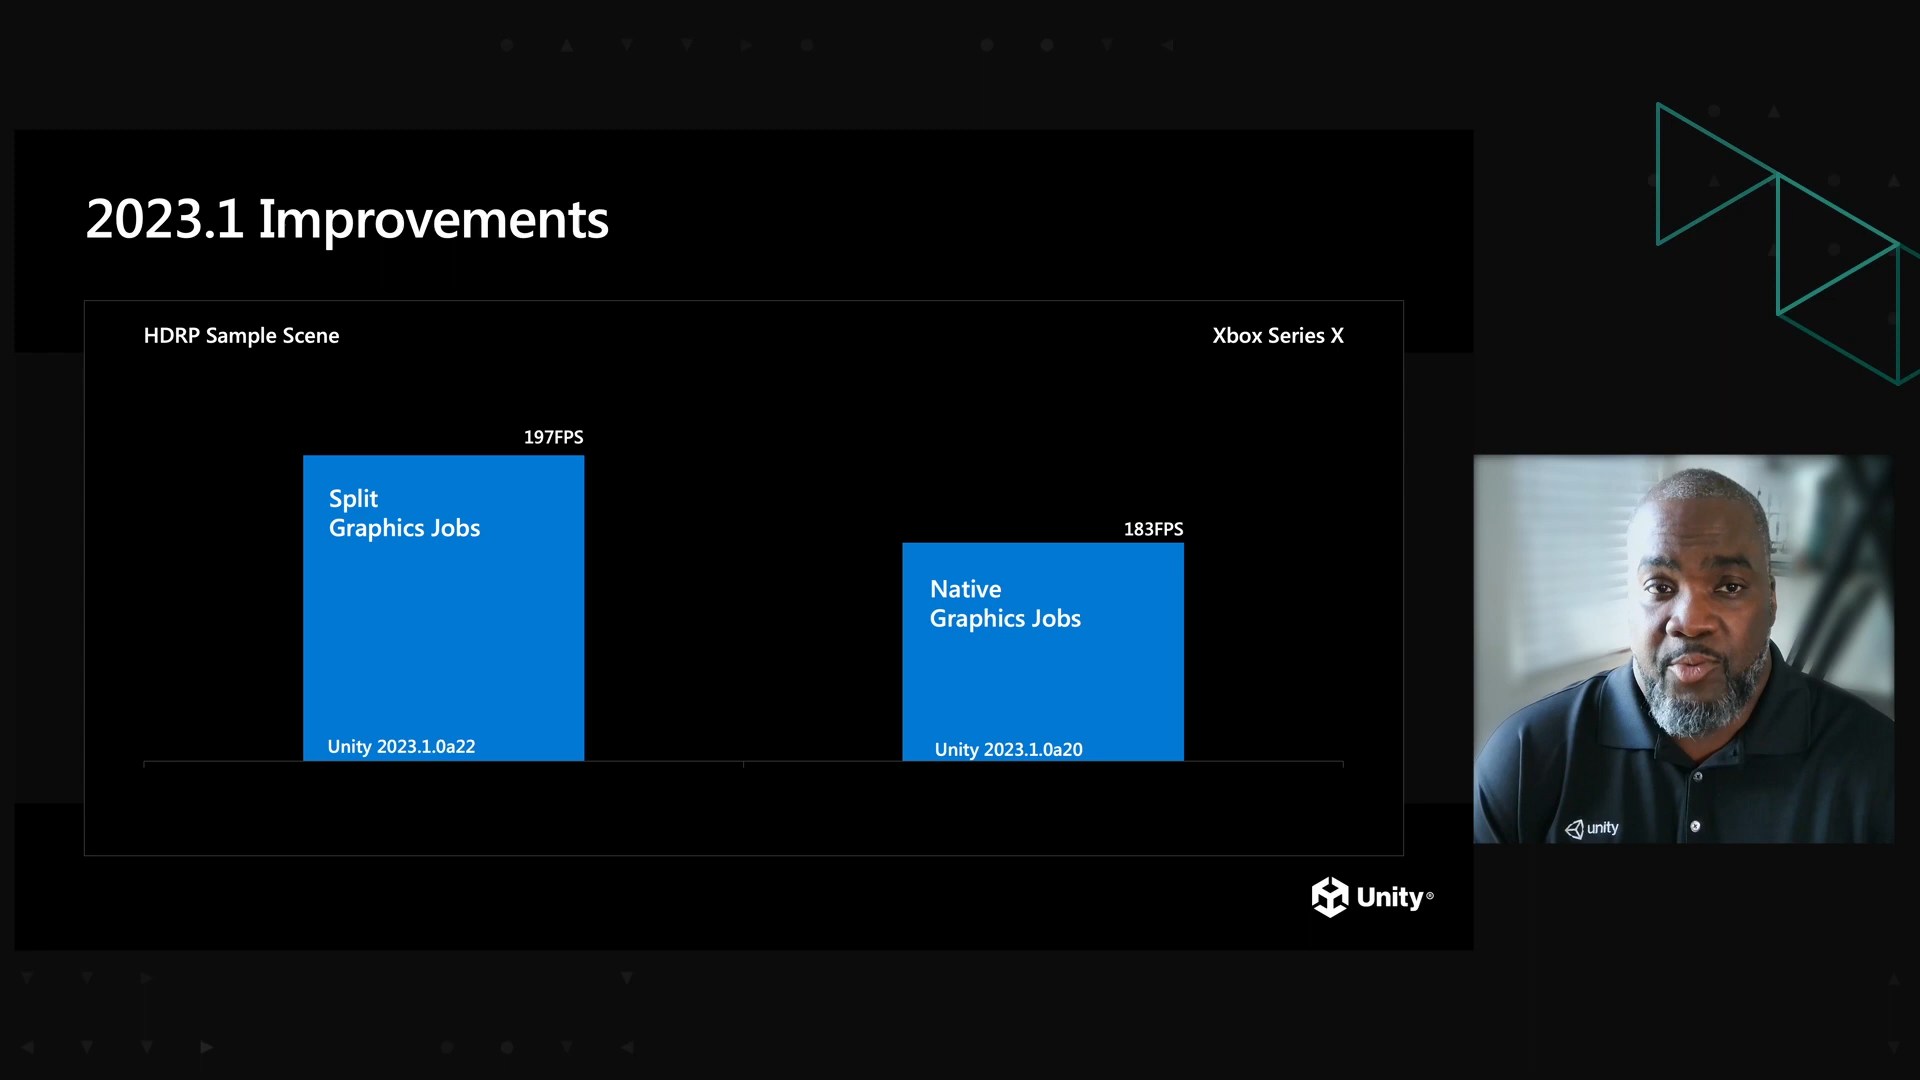 2023.1 Improvements
HDRP Sample Scene
Xbox Series X
197FPS
Split
Graphics Jobs
Unity 2023.1.0a22
183FPS
Native
Graphics Jobs
Unity 2023.1.0a20
Unity®
unity